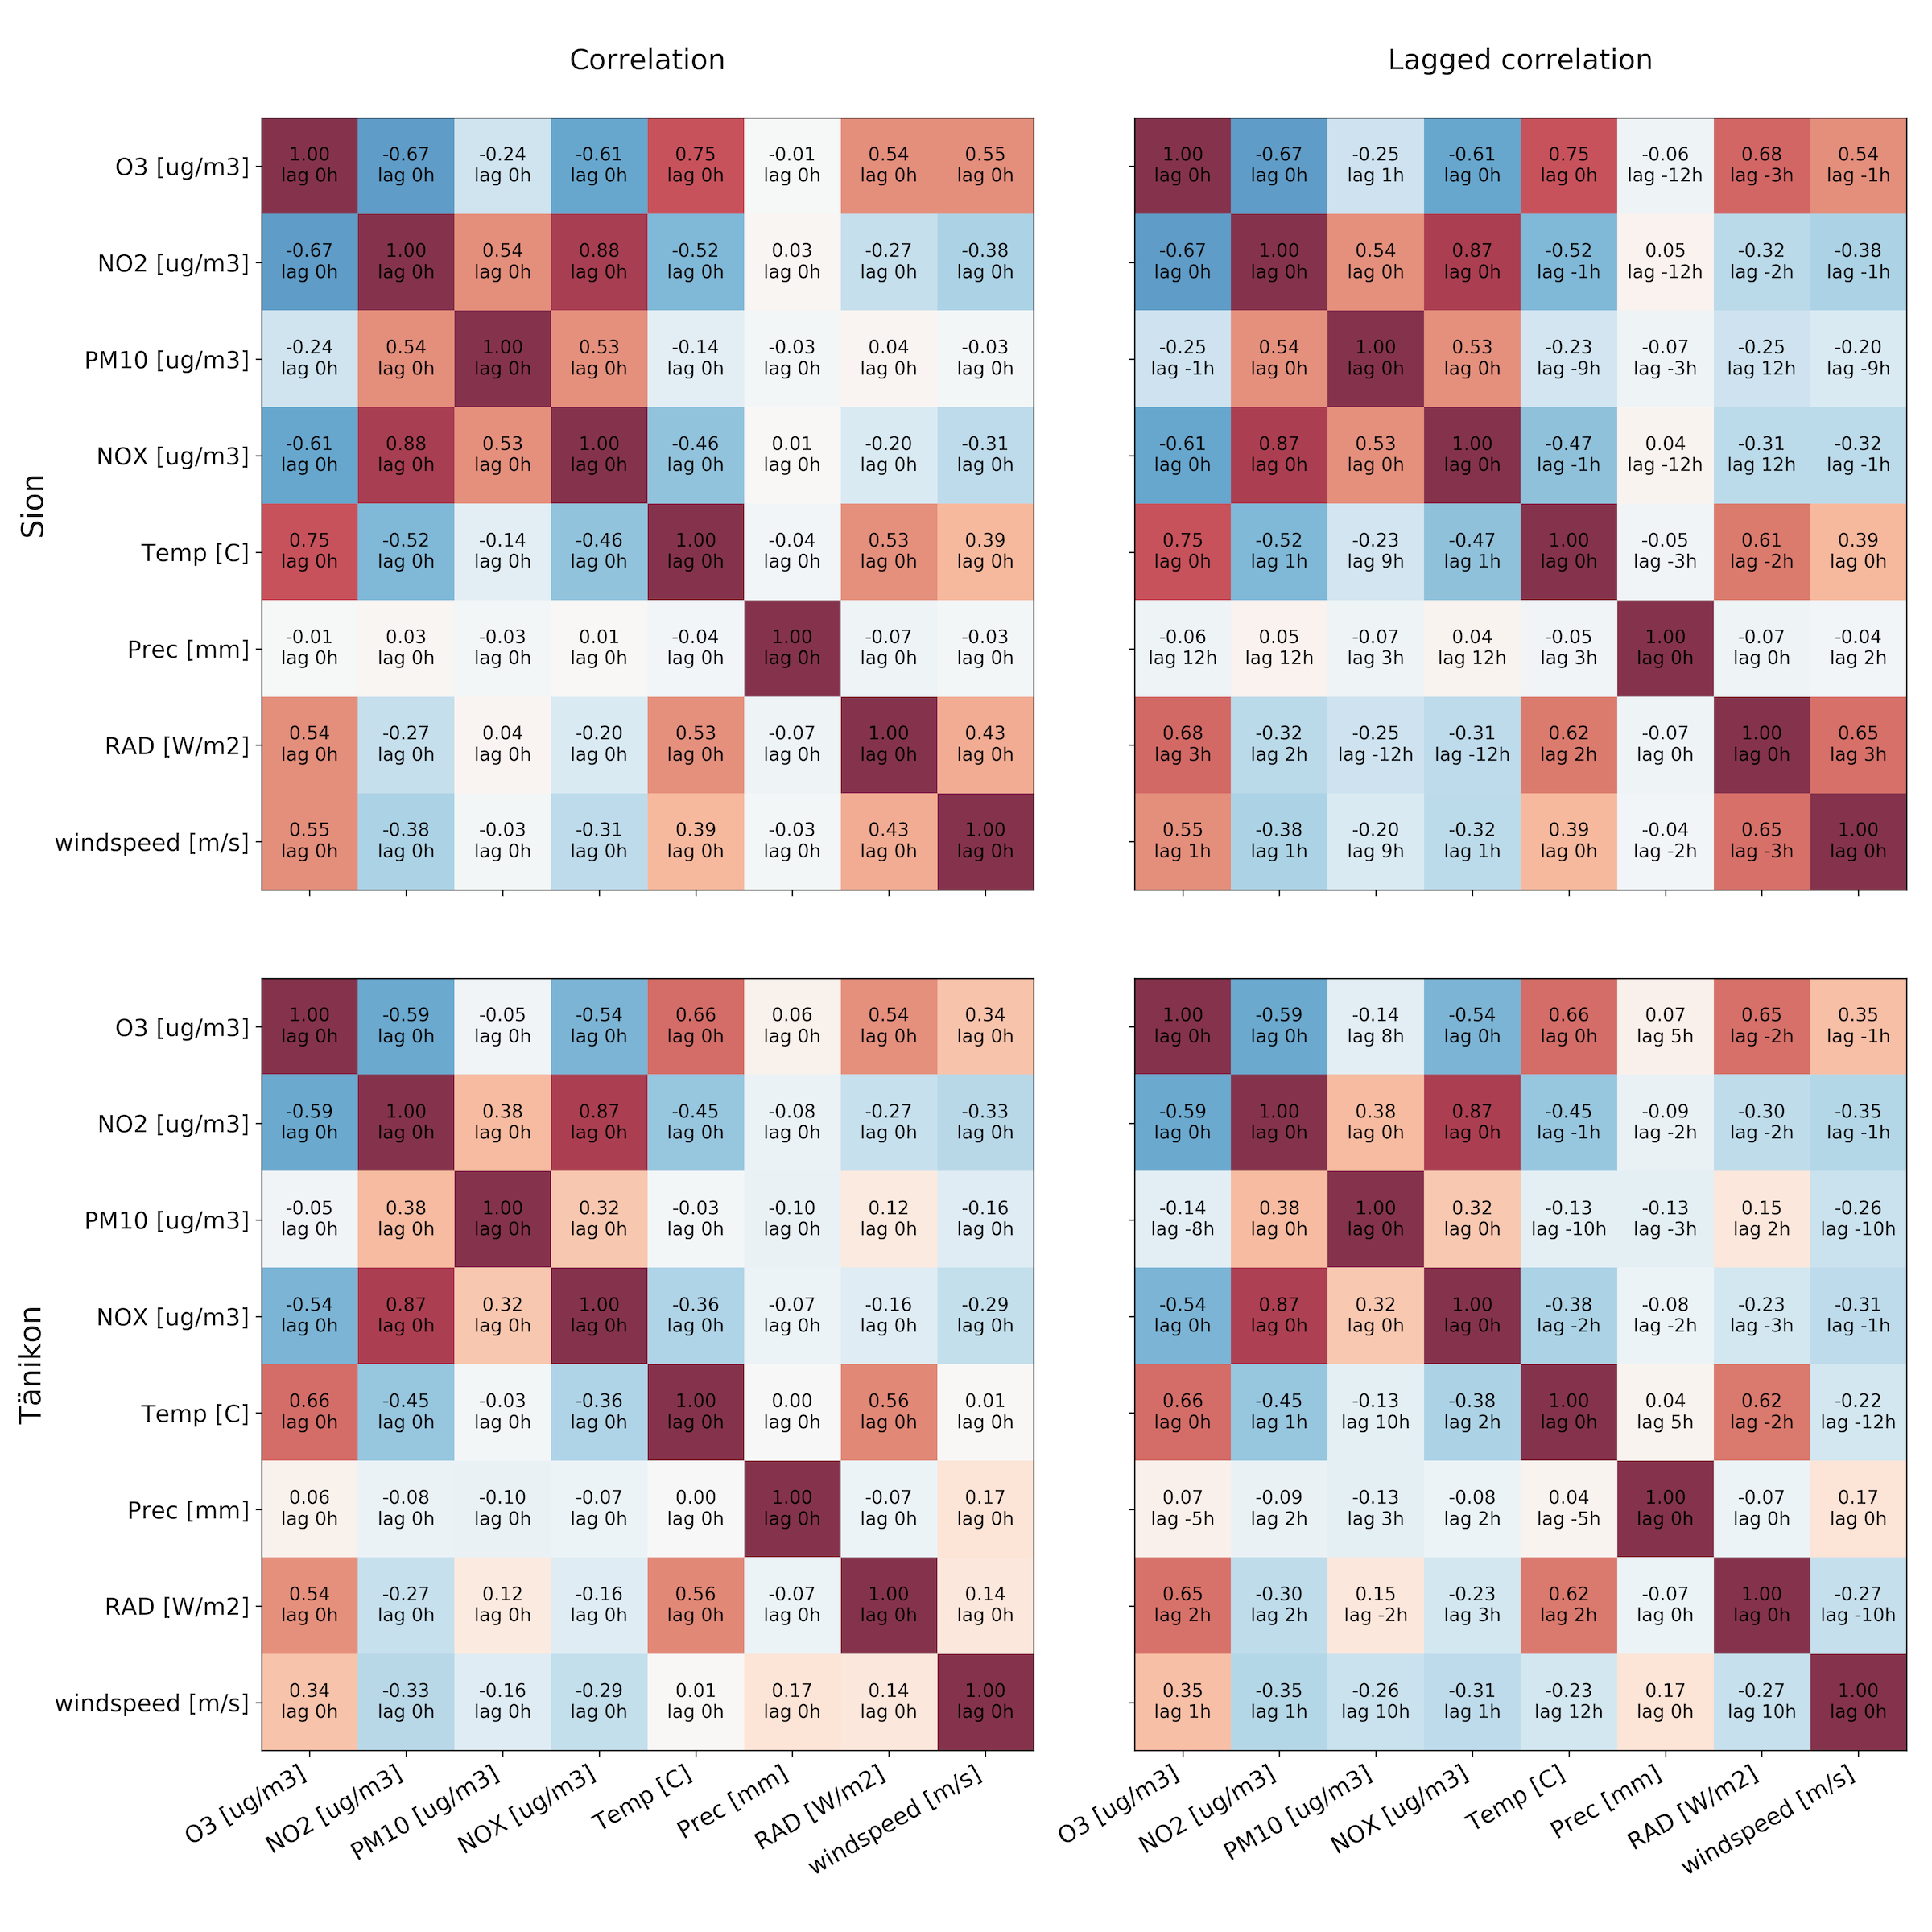 Correlation
Sion
O3 [ug/m3]
1.00 -0.67 -0.24 -0.61 0.75 -0.01 0.54 0.55
lag 0h lag 0h lag 0h lag 0h lag 0h lag 0h lag 0h lag 0h
NO2 [ug/m3]
-0.67 1.00 0.54 0.88 -0.52 0.03 -0.27 -0.38
lag 0h lag 0h lag 0h lag 0h lag 0h lag 0h lag 0h lag 0h
PM10 [ug/m3]
-0.24 0.54 1.00 0.53 -0.14 -0.03 0.04 -0.03
lag 0h lag 0h lag 0h lag 0h lag 0h lag 0h lag 0h lag 0h
NOX [ug/m3]
-0.61 0.88 0.53 1.00 -0.46 0.01 -0.20 -0.31
lag 0h lag 0h lag 0h lag 0h lag 0h lag 0h lag 0h lag 0h
Temp [C]
0.75 -0.52 -0.14 -0.46 1.00 -0.04 0.53 0.39
lag 0h lag 0h lag 0h lag 0h lag 0h lag 0h lag 0h lag 0h
Prec [mm]
-0.01 0.03 -0.03 0.01 -0.04 1.00 -0.07 -0.03
lag 0h lag 0h lag 0h lag 0h lag 0h lag 0h lag 0h lag 0h
RAD [W/m2]
0.54 -0.27 0.04 -0.20 0.53 -0.07 1.00 0.43
lag 0h lag 0h lag 0h lag 0h lag 0h lag 0h lag 0h lag 0h
windspeed [m/s]
0.55 -0.38 -0.03 -0.31 0.39 -0.03 0.43 1.00
lag 0h lag 0h lag 0h lag 0h lag 0h lag 0h lag 0h lag 0h
Lagged correlation
1.00 -0.67 -0.25 -0.61 0.75 -0.06 0.68 0.54
lag 0h lag 0h lag 1h lag 0h lag 0h lag -12h lag -3h lag -1h
-0.67 1.00 0.54 0.87 -0.52 0.05 -0.32 -0.38
lag 0h lag 0h lag 0h lag 0h lag -1h lag -12h lag -2h lag -1h
-0.25 0.54 1.00 0.53 -0.23 -0.07 -0.25 -0.20
lag -1h lag 0h lag 0h lag 0h lag -9h lag -3h lag 12h lag -9h
-0.61 0.87 0.53 1.00 -0.47 0.04 -0.31 -0.32
lag 0h lag 0h lag 0h lag 0h lag -1h lag -12h lag 12h lag -1h
0.75 -0.52 -0.23 -0.47 1.00 -0.05 0.61 0.39
lag 0h lag 1h lag 9h lag 1h lag 0h lag -3h lag -2h lag 0h
-0.06 0.05 -0.07 0.04 -0.05 1.00 -0.07 -0.04
lag 12h lag 12h lag 3h lag 12h lag 3h lag 0h lag 0h lag 2h
0.68 -0.32 -0.25 -0.31 0.62 -0.07 1.00 0.65
lag 3h lag 2h lag -12h lag -12h lag 2h lag 0h lag 0h lag 3h
0.55 -0.38 -0.20 -0.32 0.39 -0.04 0.65 1.00
lag 1h lag 1h lag 9h lag 1h lag 0h lag -2h lag -3h lag 0h
Tänikon
O3 [ug/m3]
1.00 -0.59 -0.05 -0.54 0.66 0.06 0.54 0.34
lag 0h lag 0h lag 0h lag 0h lag 0h lag 0h lag 0h lag 0h
NO2 [ug/m3]
-0.59 1.00 0.38 0.87 -0.45 -0.08 -0.27 -0.33
lag 0h lag 0h lag 0h lag 0h lag 0h lag 0h lag 0h lag 0h
PM10 [ug/m3]
-0.05 0.38 1.00 0.32 -0.03 -0.10 0.12 -0.16
lag 0h lag 0h lag 0h lag 0h lag 0h lag 0h lag 0h lag 0h
NOX [ug/m3]
-0.54 0.87 0.32 1.00 -0.36 -0.07 -0.16 -0.29
lag 0h lag 0h lag 0h lag 0h lag 0h lag 0h lag 0h lag 0h
Temp [C]
0.66 -0.45 -0.03 -0.36 1.00 0.00 0.56 0.01
lag 0h lag 0h lag 0h lag 0h lag 0h lag 0h lag 0h lag 0h
Prec [mm]
0.06 -0.08 -0.10 -0.07 0.00 1.00 -0.07 0.17
lag 0h lag 0h lag 0h lag 0h lag 0h lag 0h lag 0h lag 0h
RAD [W/m2]
0.54 -0.27 0.12 -0.16 0.56 -0.07 1.00 0.14
lag 0h lag 0h lag 0h lag 0h lag 0h lag 0h lag 0h lag 0h
windspeed [m/s]
0.34 -0.33 -0.16 -0.29 0.01 0.17 0.14 1.00
lag 0h lag 0h lag 0h lag 0h lag 0h lag 0h lag 0h lag 0h
O3 [ug/m3]
NO2 [ug/m3]
PM10 [ug/m3]
NOX [ug/m3]
Temp [C]
Prec [mm]
RAD [W/m2]
windspeed [m/s]
1.00 -0.59 -0.14 -0.54 0.66 0.07 0.65 0.35
lag 0h lag 0h lag 8h lag 0h lag 0h lag 5h lag -2h lag -1h
-0.59 1.00 0.38 0.87 -0.45 -0.09 -0.30 -0.35
lag 0h lag 0h lag 0h lag 0h lag -1h lag -2h lag -2h lag -1h
-0.14 0.38 1.00 0.32 -0.13 -0.13 0.15 -0.26
lag -8h lag 0h lag 0h lag 0h lag -10h lag -3h lag 2h lag -10h
-0.54 0.87 0.32 1.00 -0.38 -0.08 -0.23 -0.31
lag 0h lag 0h lag 0h lag 0h lag -2h lag -2h lag -3h lag -1h
0.66 -0.45 -0.13 -0.38 1.00 0.04 0.62 -0.22
lag 0h lag 1h lag 10h lag 2h lag 0h lag 5h lag -2h lag -12h
0.07 -0.09 -0.13 -0.08 0.04 1.00 -0.07 0.17
lag -5h lag 2h lag 3h lag 2h lag -5h lag 0h lag 0h lag 0h
0.65 -0.30 0.15 -0.23 0.62 -0.07 1.00 -0.27
lag 2h lag 2h lag -2h lag 3h lag 2h lag 0h lag 0h lag -10h
0.35 -0.35 -0.26 -0.31 -0.23 0.17 -0.27 1.00
lag 1h lag 1h lag 10h lag 1h lag 12h lag 0h lag 10h lag 0h
O3 [ug/m3]
NO2 [ug/m3]
PM10 [ug/m3]
NOX [ug/m3]
Temp [C]
Prec [mm]
RAD [W/m2]
windspeed [m/s]